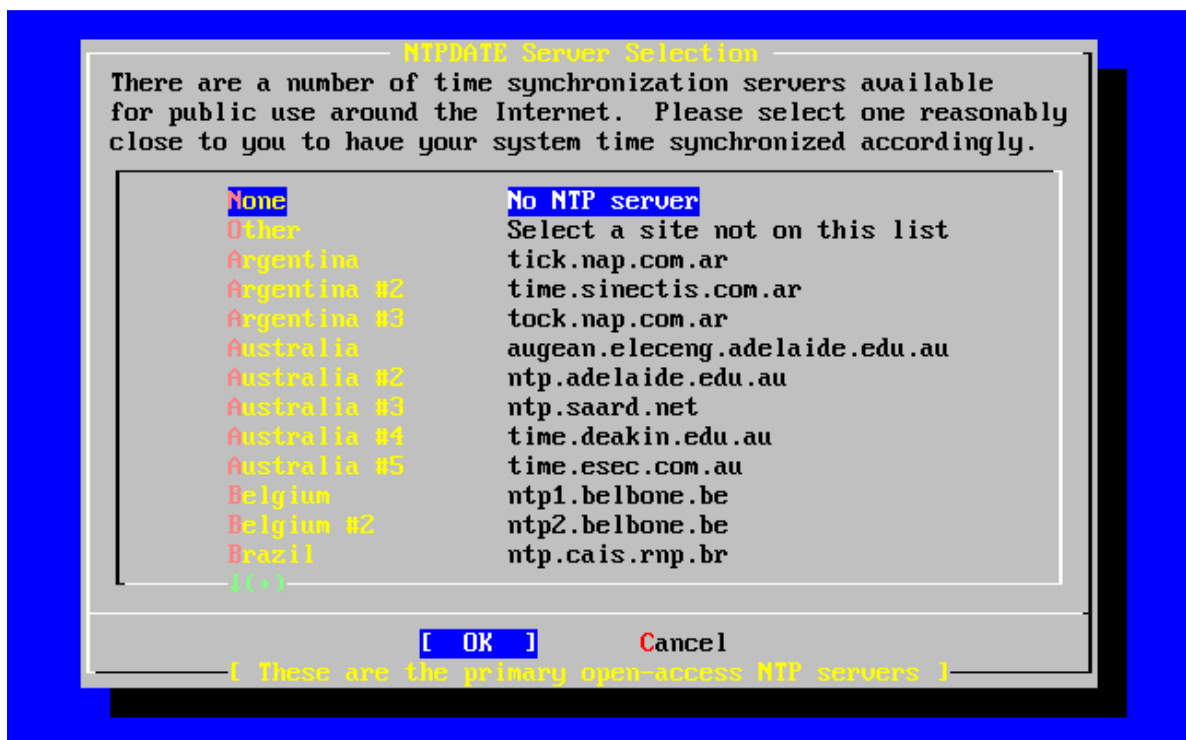 NTPDATE Server Selection
There are a number of time synchronization servers available
for public use around the Internet.  Please select one reasonably
close to you to have your system time synchronized accordingly.
None No NTP server
Other Select a site not on this list
Argentina tick.nap.com.ar
Argentina #2 time.sinectis.com.ar
Argentina #3 tock.nap.com.ar
Australia augean.eleceng.adelaide.edu.au
Australia #2 ntp.adelaide.edu.au
Australia #3 ntp.saard.net
Australia #4 time.deakin.edu.au
Australia #5 time.esec.com.au
Belgium ntp1.belbone.be
Belgium #2 ntp2.belbone.be
Brazil ntp.cais.rnp.br
↓(+)
[  OK  ] Cancel
[ These are the primary open-access NTP servers ]